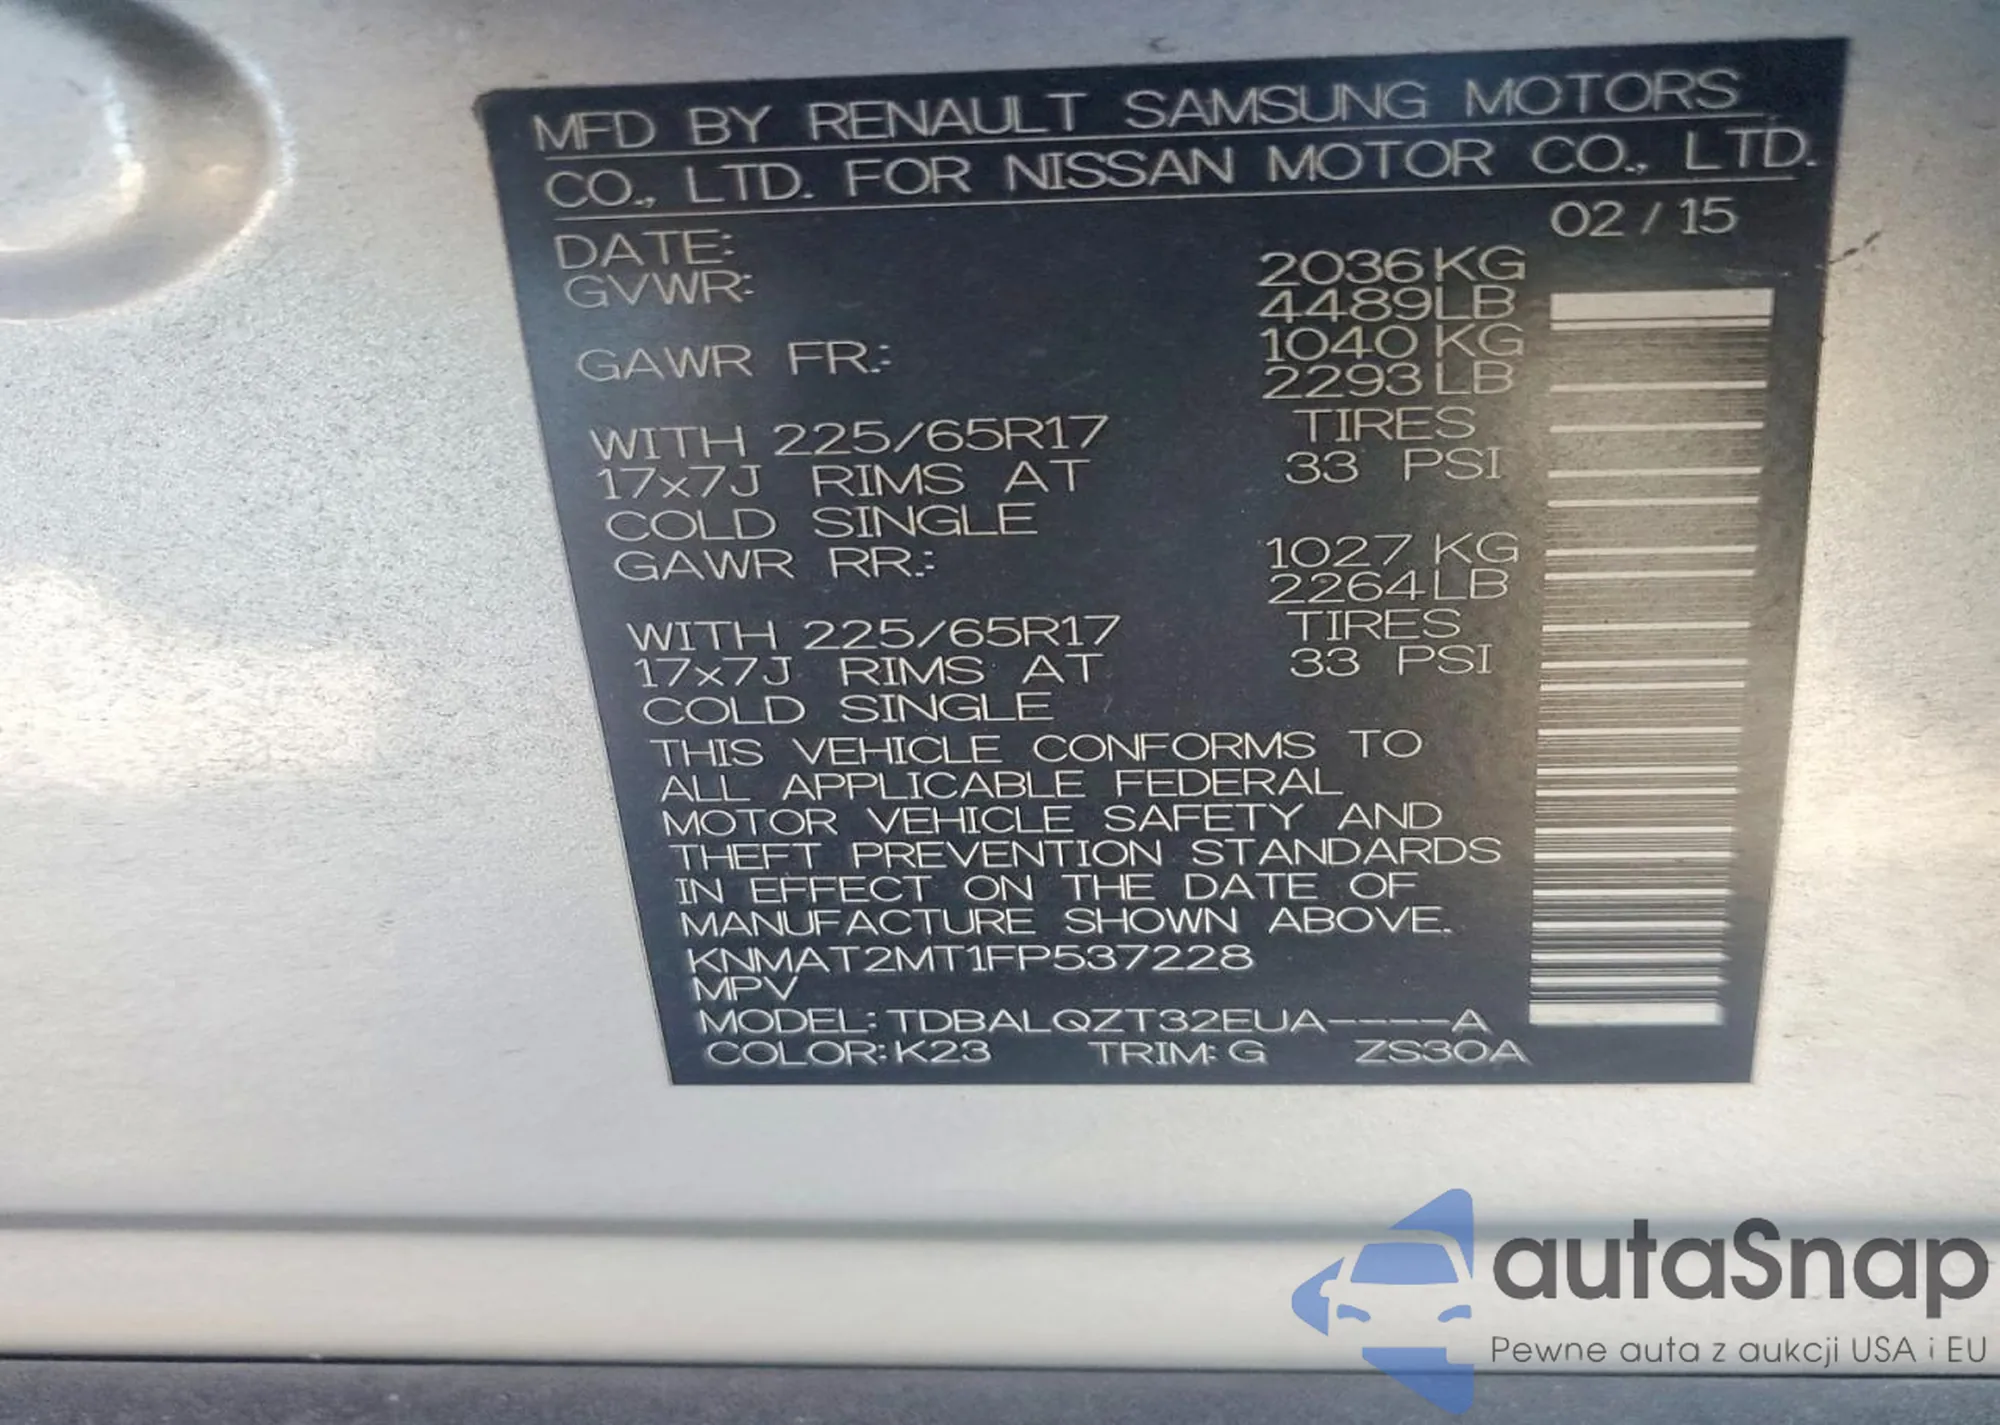 MFD BY RENAULT SAMSUNG MOTORS
CO., LTD. FOR NISSAN MOTOR CO., LTD.
DATE: 02 / 15
GVWR: 2036KG
4489LB
GAWR FR.: 1040 KG
2293LB
WITH 225/65R17 TIRES
17x7J RIMS AT 33 PSI
COLD SINGLE
GAWR RR.: 1027 KG
2264LB
WITH 225/65R17 TIRES
17x7J RIMS AT 33 PSI
COLD SINGLE
THIS VEHICLE CONFORMS TO
ALL APPLICABLE FEDERAL
MOTOR VEHICLE SAFETY AND
THEFT PREVENTION STANDARDS
IN EFFECT ON THE DATE OF
MANUFACTURE SHOWN ABOVE.
KNMAT2MT1FP537228
MPV
MODEL: TDBALQZT32EUA----A
COLOR: K23 TRIM: G ZS30A
autaSnap
Pewne auta z aukcji USA i EU